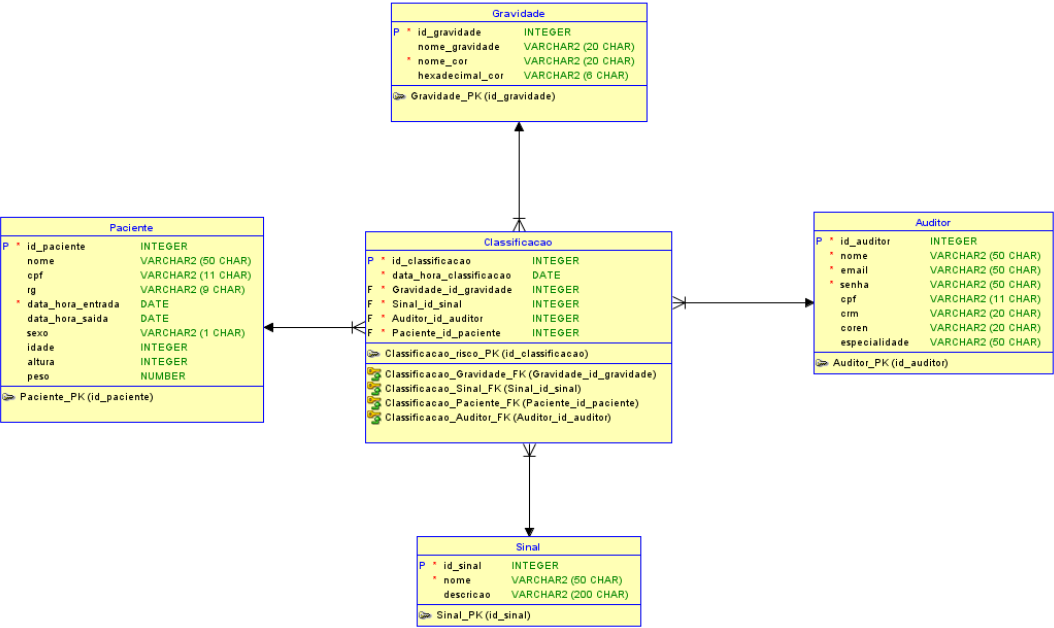 Gravidade
P * id_gravidade INTEGER
nome_gravidade VARCHAR2 (20 CHAR)
* nome_cor VARCHAR2 (20 CHAR)
hexadecimal_cor VARCHAR2 (6 CHAR)
Gravidade_PK (id_gravidade)
Paciente
P * id_paciente INTEGER
nome VARCHAR2 (50 CHAR)
cpf VARCHAR2 (11 CHAR)
rg VARCHAR2 (9 CHAR)
* data_hora_entrada DATE
data_hora_saida DATE
sexo VARCHAR2 (1 CHAR)
idade INTEGER
altura INTEGER
peso NUMBER
Paciente_PK (id_paciente)
Classificacao
P * id_classificacao INTEGER
* data_hora_classificacao DATE
F * Gravidade_id_gravidade INTEGER
F * Sinal_id_sinal INTEGER
F * Auditor_id_auditor INTEGER
F * Paciente_id_paciente INTEGER
Classificacao_risco_PK (id_classificacao)
Classificacao_Gravidade_FK (Gravidade_id_gravidade)
Classificacao_Sinal_FK (Sinal_id_sinal)
Classificacao_Paciente_FK (Paciente_id_paciente)
Classificacao_Auditor_FK (Auditor_id_auditor)
Auditor
P * id_auditor INTEGER
* nome VARCHAR2 (50 CHAR)
* email VARCHAR2 (50 CHAR)
* senha VARCHAR2 (50 CHAR)
cpf VARCHAR2 (11 CHAR)
crm VARCHAR2 (20 CHAR)
coren VARCHAR2 (20 CHAR)
especialidade VARCHAR2 (50 CHAR)
Auditor_PK (id_auditor)
Sinal
P * id_sinal INTEGER
* nome VARCHAR2 (50 CHAR)
descricao VARCHAR2 (200 CHAR)
Sinal_PK (id_sinal)